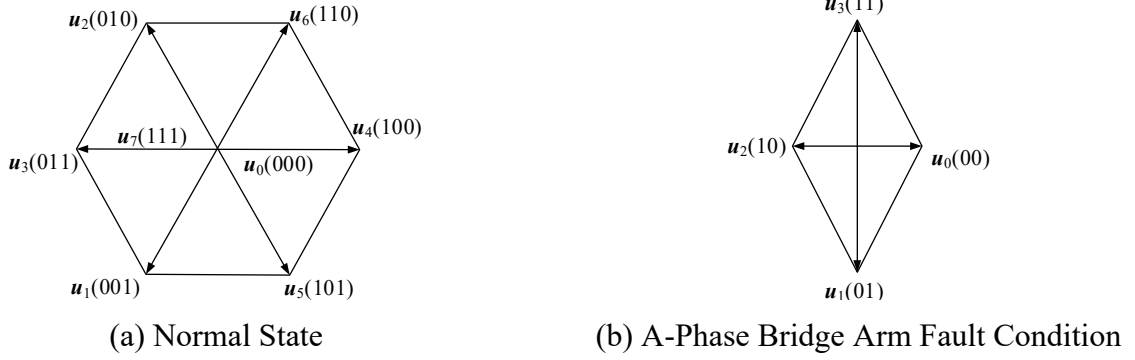 u2(010)
u6(110)
u7(111)
u4(100)
u3(011)
u0(000)
u1(001)
u5(101)
(a) Normal State
u3(11)
u2(10)
u0(00)
u1(01)
(b) A-Phase Bridge Arm Fault Condition